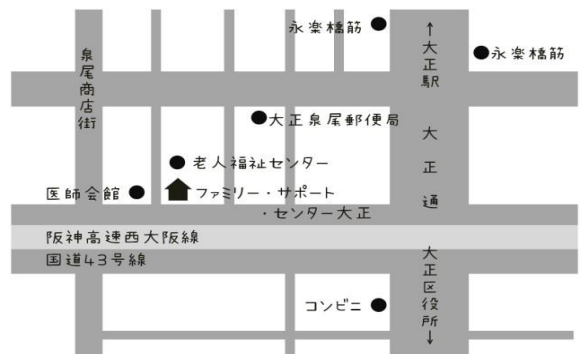 永楽橋筋
↑大正駅
永楽橋筋
泉尾商店街
大正泉尾郵便局
大正通
老人福祉センター
医師会館
ファミリー・サポート
・センター大正
阪神高速西大阪線
国道43号線
大正区役所↓
コンビニ